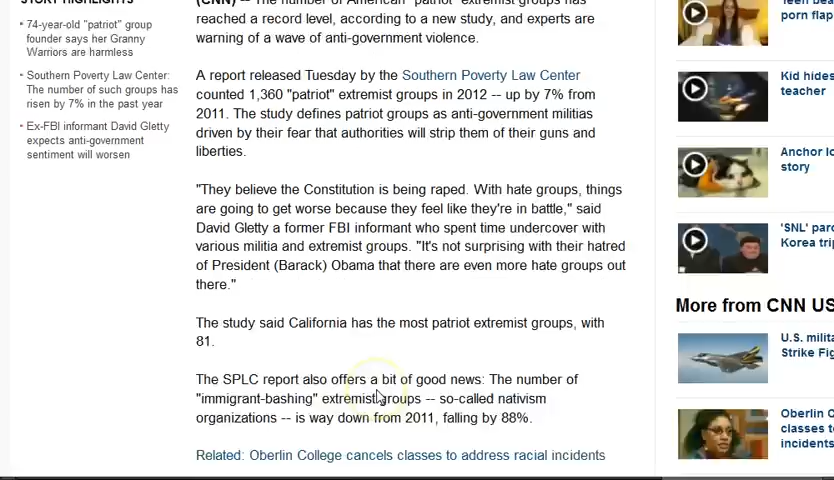 STORY HIGHLIGHTS
74-year-old "patriot" group
founder says her Granny
Warriors are harmless
Southern Poverty Law Center:
The number of such groups has
risen by 7% in the past year
Ex-FBI informant David Gletty
expects anti-government
sentiment will worsen
(CNN) -- The number of American "patriot" extremist groups has
reached a record level, according to a new study, and experts are
warning of a wave of anti-government violence.
A report released Tuesday by the Southern Poverty Law Center
counted 1,360 "patriot" extremist groups in 2012 -- up by 7% from
2011. The study defines patriot groups as anti-government militias
driven by their fear that authorities will strip them of their guns and
liberties.
"They believe the Constitution is being raped. With hate groups, things
are going to get worse because they feel like they're in battle," said
David Gletty a former FBI informant who spent time undercover with
various militia and extremist groups. "It's not surprising with their hatred
of President (Barack) Obama that there are even more hate groups out
there."
The study said California has the most patriot extremist groups, with
81.
The SPLC report also offers a bit of good news: The number of
"immigrant-bashing" extremist groups -- so-called nativism
organizations -- is way down from 2011, falling by 88%.
Related: Oberlin College cancels classes to address racial incidents
porn flap
Kid hides
teacher
Anchor lo
story
'SNL' paro
Korea trip
More from CNN US
U.S. milita
Strike Fig
Oberlin C
classes to
incidents